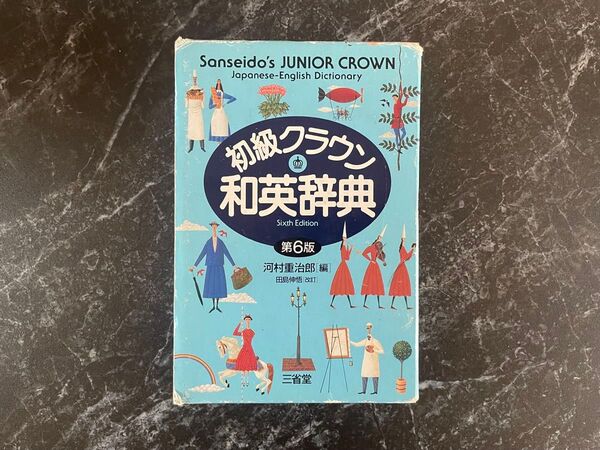 Sanseido's JUNIOR CROWN
Japanese-English Dictionary
初級クラウン
和英辞典
Sixth Edition
第6版
河村重治郎[編]
田島伸悟[改訂]
三省堂